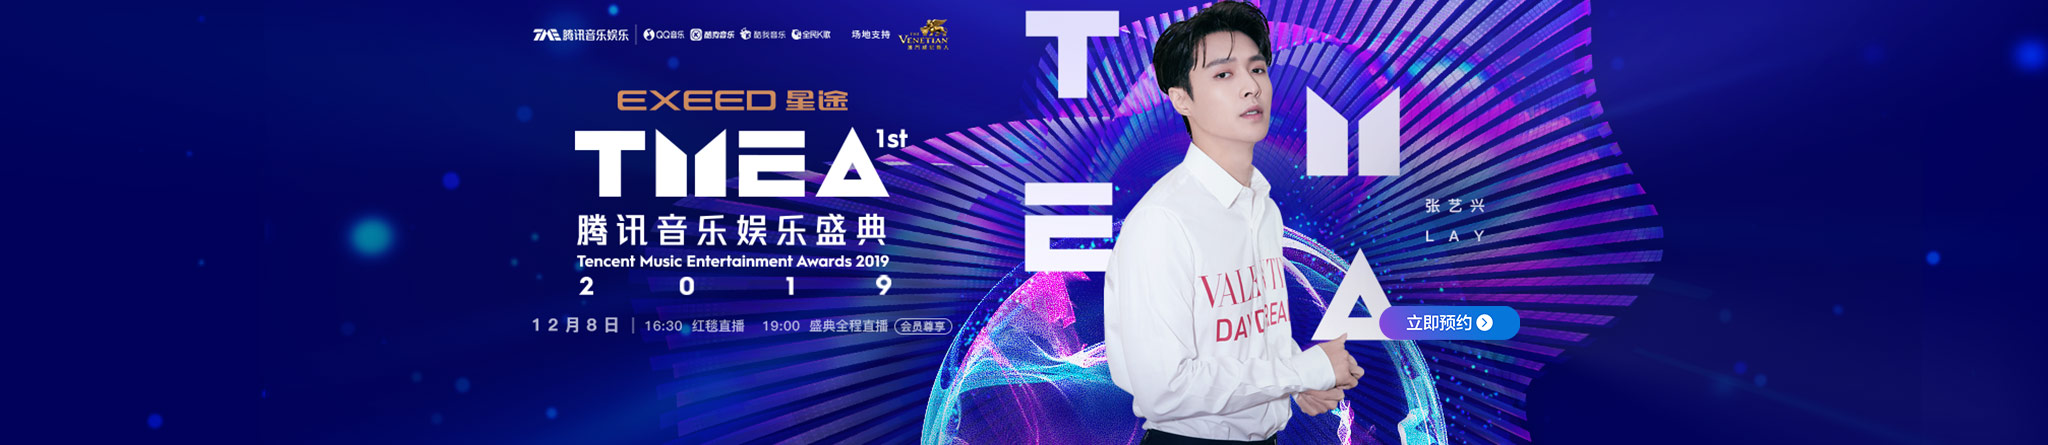 TME 腾讯音乐娱乐 QQ音乐 酷狗音乐 酷我音乐 全民K歌 场地支持 THE VENETIAN
EXEED 星途
TMEA 1st
腾讯音乐娱乐盛典
Tencent Music Entertainment Awards 2019
2 0 1 9
12月8日 16:30 红毯直播 19:00 盛典全程直播 会员尊享
T
M
E
A
VALENTI
DAYDREA
张艺兴
LAY
立即预约